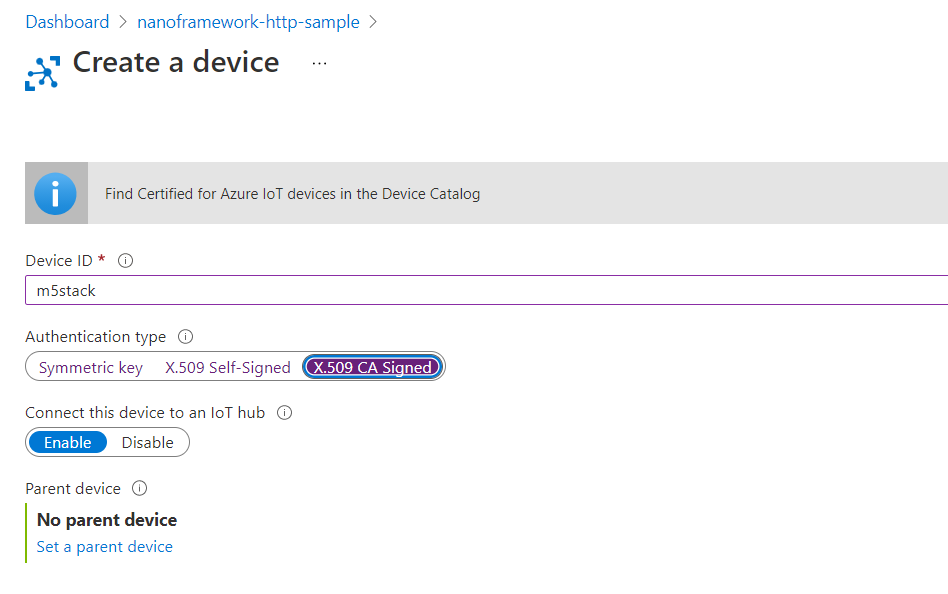 Dashboard > nanoframework-http-sample >
Create a device ...
Find Certified for Azure IoT devices in the Device Catalog
Device ID *
m5stack
Authentication type
Symmetric key X.509 Self-Signed X.509 CA Signed
Connect this device to an IoT hub
Enable Disable
Parent device
No parent device
Set a parent device